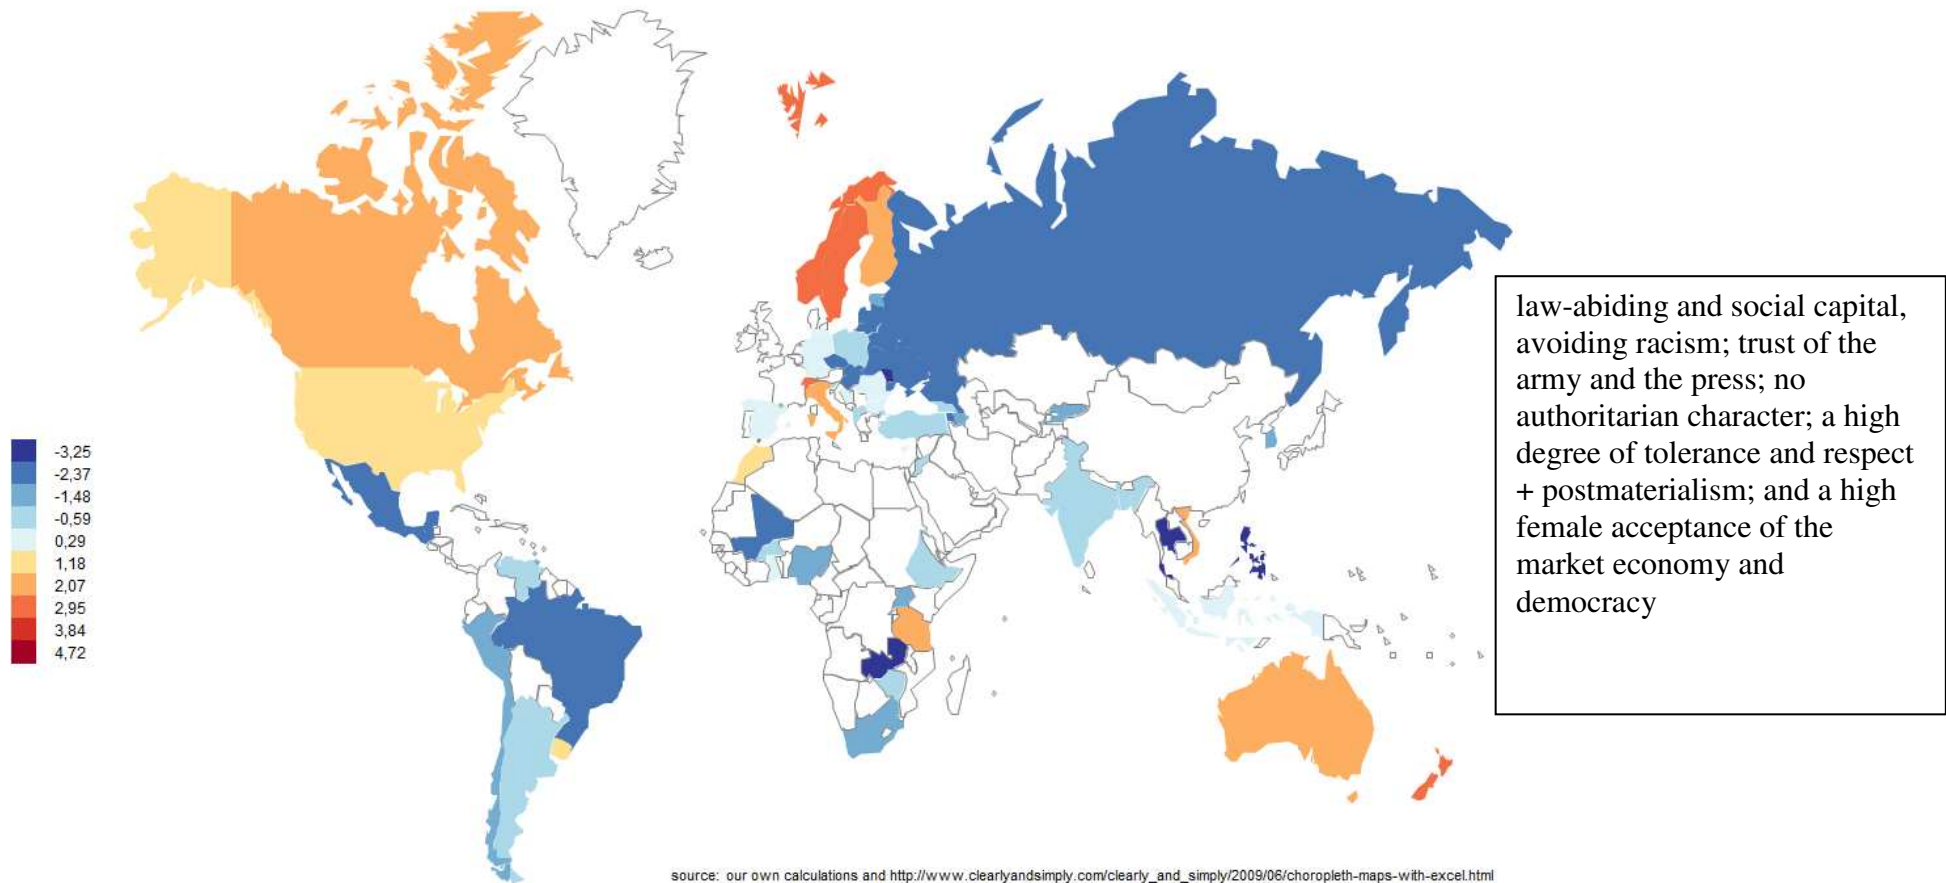 law-abiding and social capital,
avoiding racism; trust of the
army and the press; no
authoritarian character; a high
degree of tolerance and respect
+ postmaterialism; and a high
female acceptance of the
market economy and
democracy
-3,25
-2,37
-1,48
-0,59
0,29
1,18
2,07
2,95
3,84
4,72
source: our own calculations and http://www.clearlyandsimply.com/clearly_and_simply/2009/06/choropleth-maps-with-excel.html